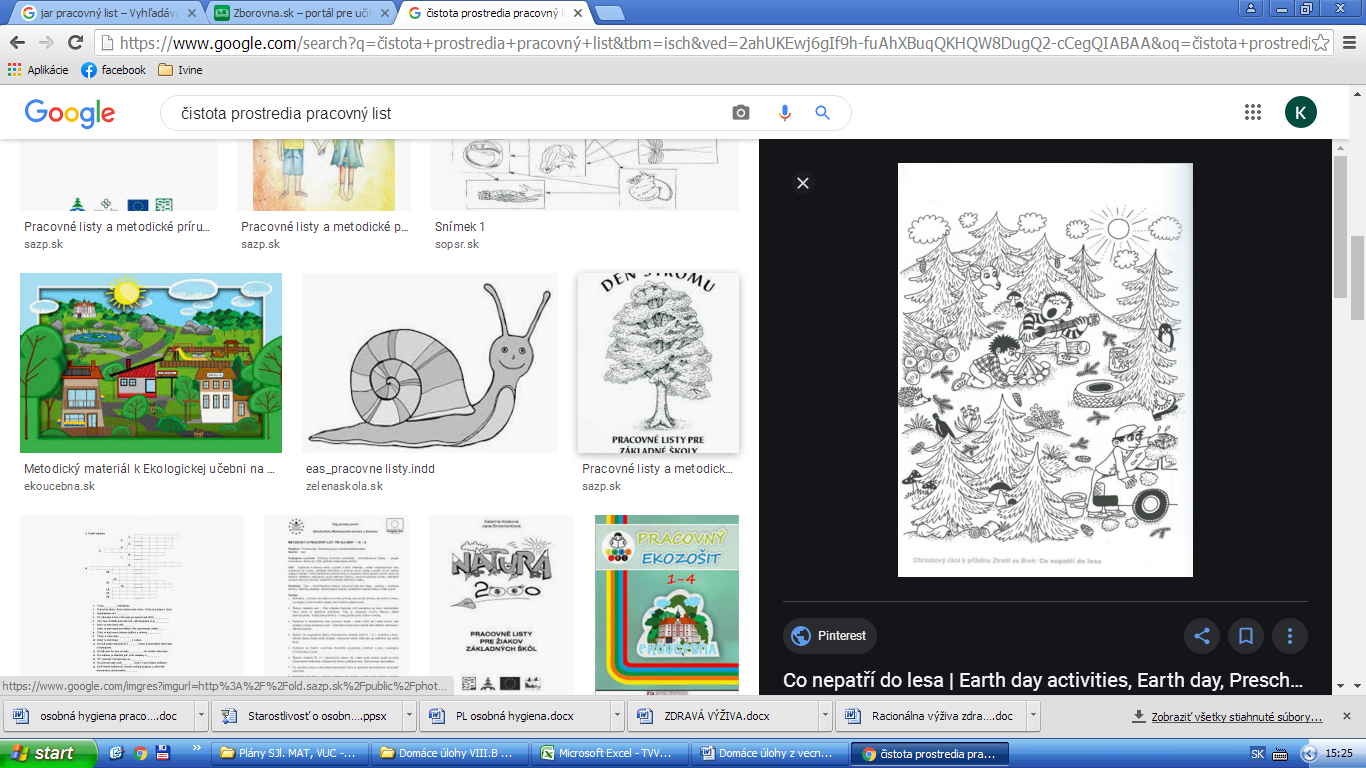 jar pracovný list – Vyhľadáva
Zborovna.sk – portál pre učit
čistota prostredia pracovný l
https://www.google.com/search?q=čistota+prostredia+pracovný+list&tbm=isch&ved=2ahUKEwj6gIf9h-fuAhXBuqQKHQW8DugQ2-cCegQIABAA&oq=čistota+prostredi
Aplikácie
facebook
Ivine
Google
čistota prostredia pracovný list
K
Pracovné listy a metodické príru...
sazp.sk
Pracovné listy a metodické p...
sazp.sk
Snímek 1
sopsr.sk
DEŇ STROMU
PRACOVNÉ LISTY PRE
ZÁKLADNÉ ŠKOLY
Metodický materiál k Ekologickej učebni na ...
ekoucebna.sk
eas_pracovne listy.indd
zelenaskola.sk
Pracovné listy a metodick...
sazp.sk
NATURA
2000
PRACOVNÉ LISTY
PRE ŽIAKOV
ZÁKLADNÝCH ŠKÔL
PRACOVNÝ
EKOZOŠIT
1-4
Obrázkový úkol k příběhu Ztratil se Brok: Co nepatří do lesa
Pinterest
Co nepatří do lesa | Earth day activities, Earth day, Presch...
https://www.google.com/imgres?imgurl=http%3A%2F%2Fold.sazp.sk%2Fpublic%2Fphot...
osobná hygiena praco....doc
Starostlivosť o osobn....ppsx
PL osobná hygiena.docx
ZDRAVÁ VÝŽIVA.docx
Racionálna výživa zdra....doc
Zobraziť všetky stiahnuté súbory...
start
Plány SJl. MAT, VUC -...
Domáce úlohy VIII.B ...
Microsoft Excel - TVV...
Domáce úlohy z vecn...
čistota prostredia pra...
SK
15:25